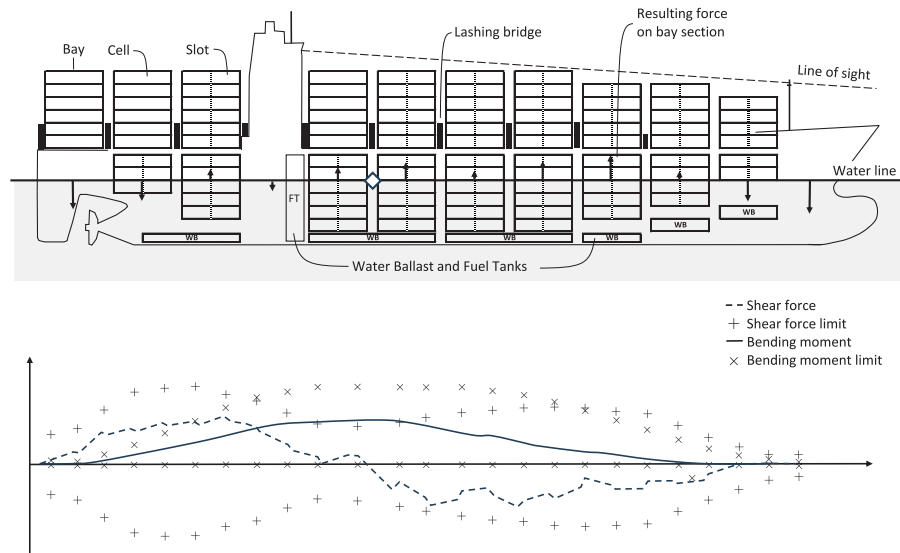 Resulting force
on bay section
Bay
Cell
Slot
Lashing bridge
Line of sight
Water line
FT
WB
WB
WB
WB
WB
WB
Water Ballast and Fuel Tanks
Shear force
Shear force limit
Bending moment
Bending moment limit